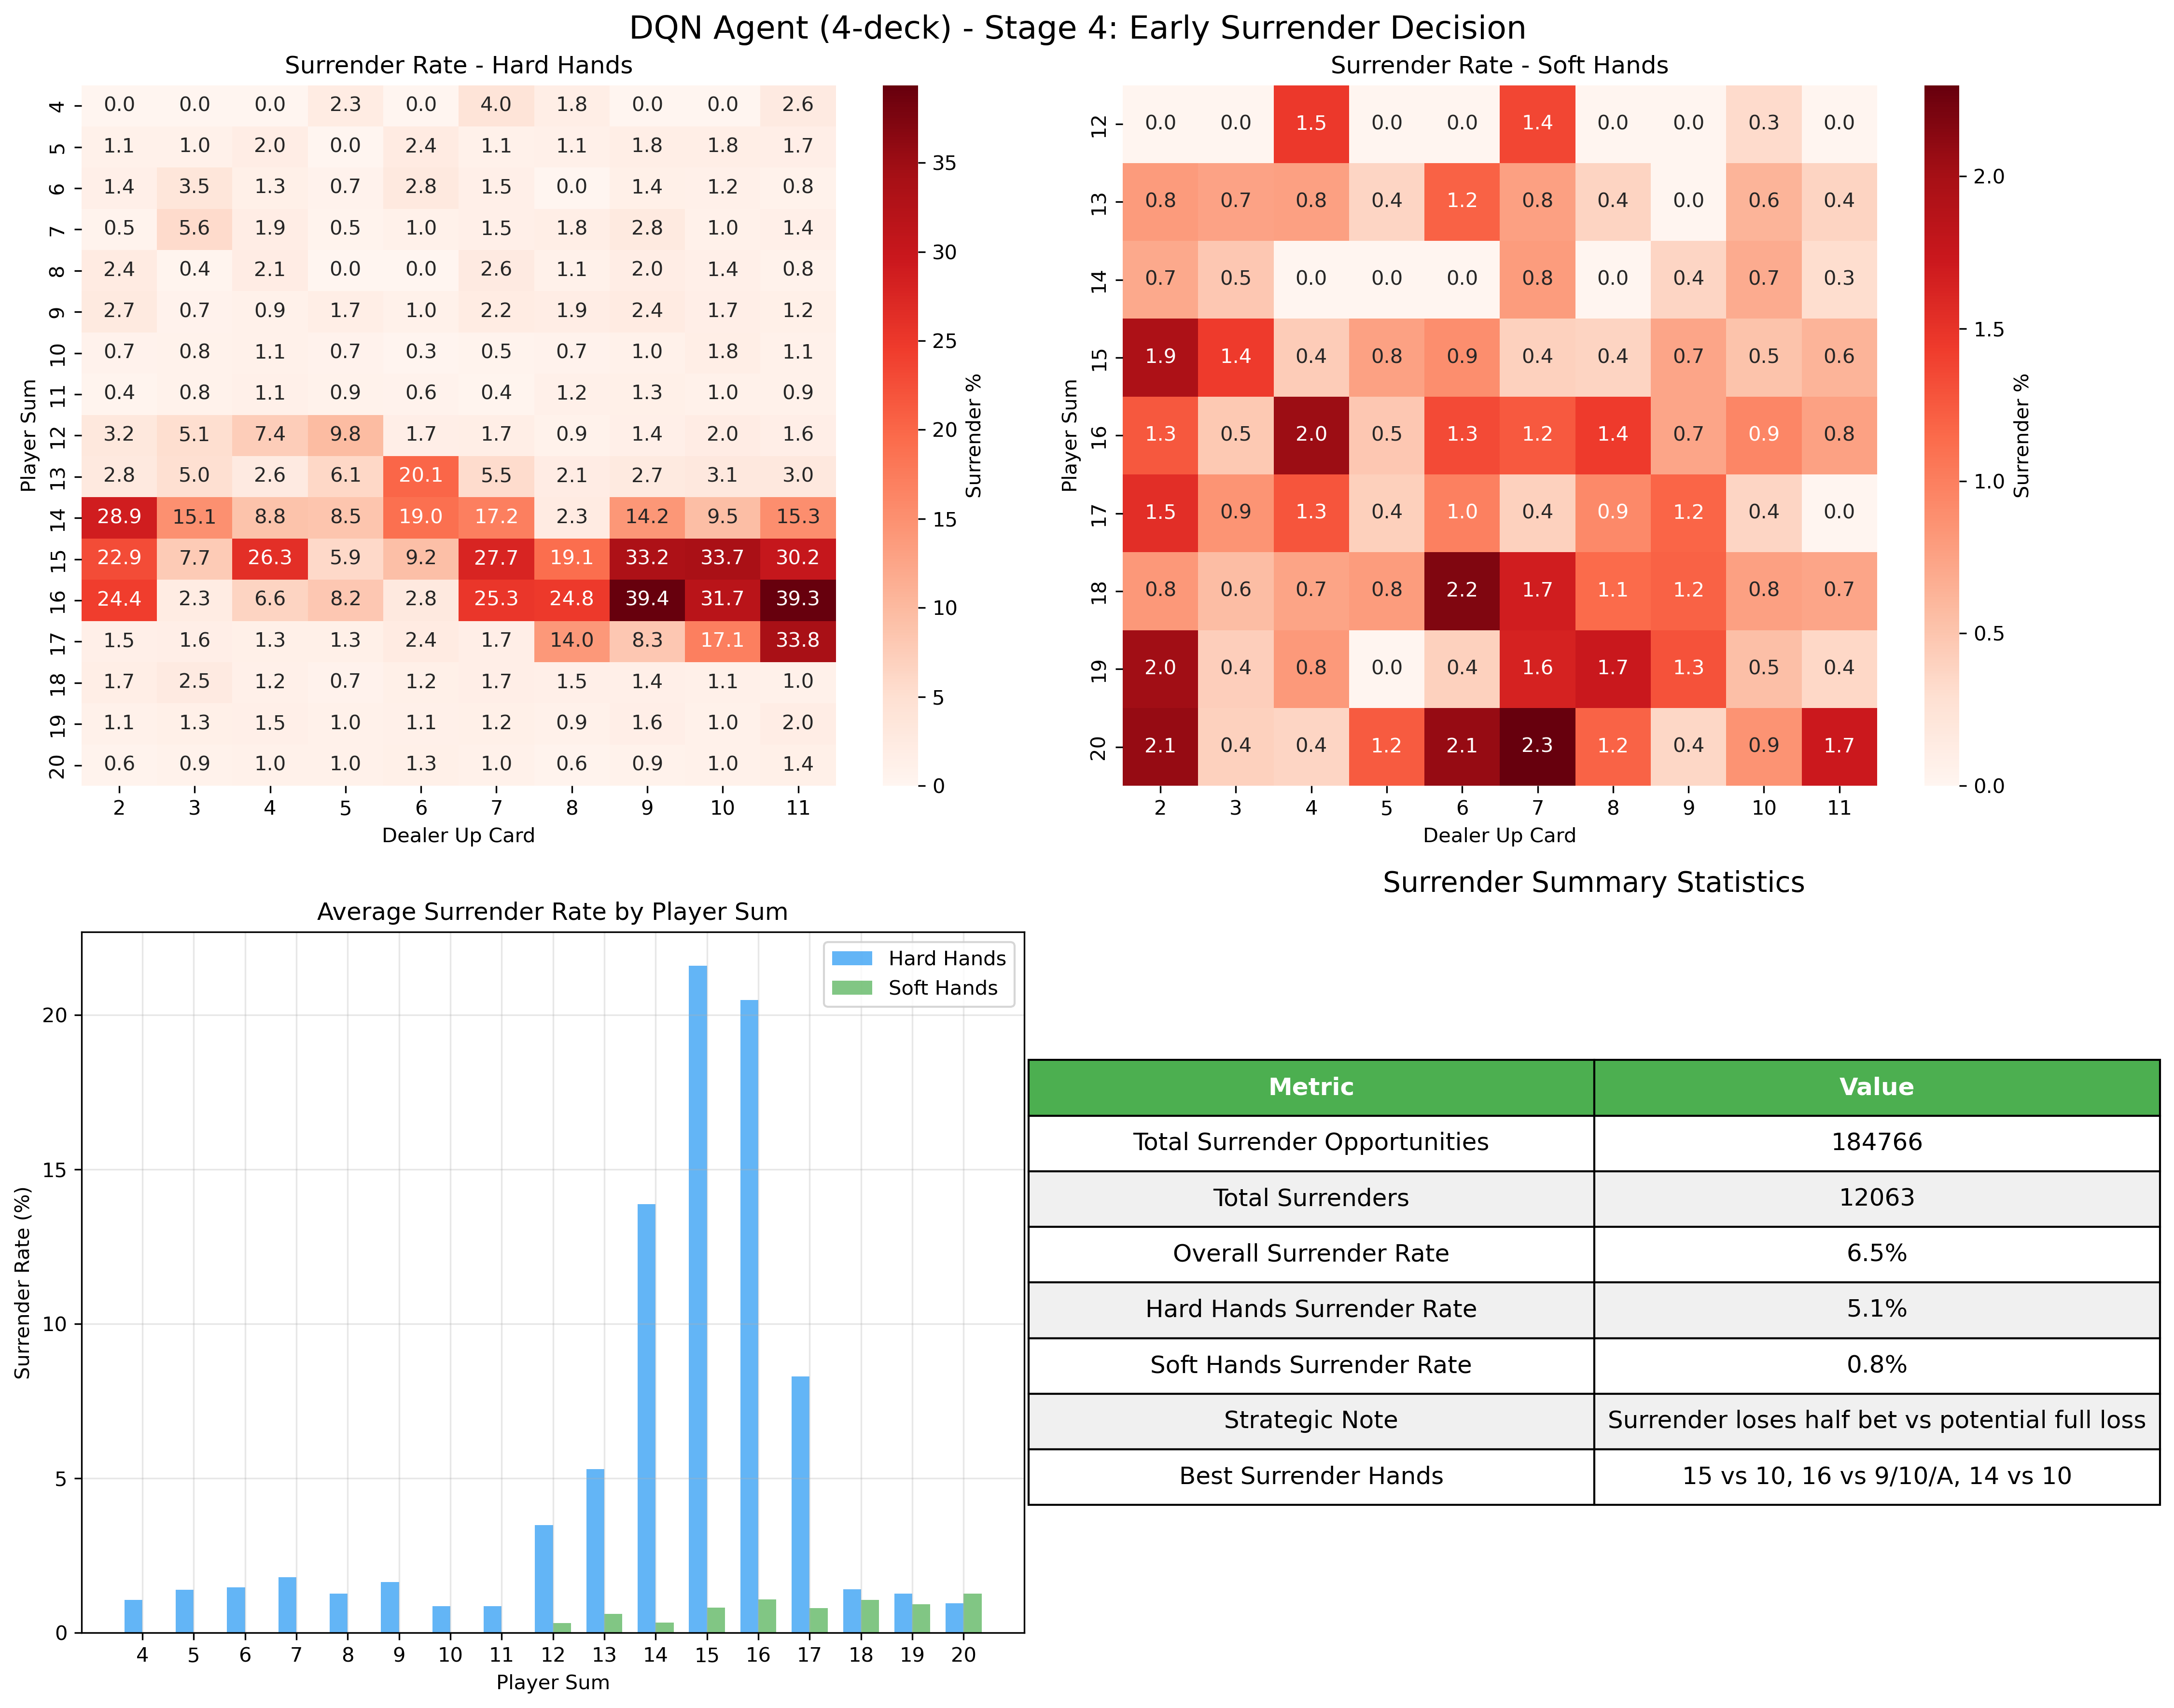 DQN Agent (4-deck) - Stage 4: Early Surrender Decision
Surrender Rate - Hard Hands
4 0.0 0.0 0.0 2.3 0.0 4.0 1.8 0.0 0.0 2.6
5 1.1 1.0 2.0 0.0 2.4 1.1 1.1 1.8 1.8 1.7
6 1.4 3.5 1.3 0.7 2.8 1.5 0.0 1.4 1.2 0.8
7 0.5 5.6 1.9 0.5 1.0 1.5 1.8 2.8 1.0 1.4
8 2.4 0.4 2.1 0.0 0.0 2.6 1.1 2.0 1.4 0.8
9 2.7 0.7 0.9 1.7 1.0 2.2 1.9 2.4 1.7 1.2
10 0.7 0.8 1.1 0.7 0.3 0.5 0.7 1.0 1.8 1.1
11 0.4 0.8 1.1 0.9 0.6 0.4 1.2 1.3 1.0 0.9
12 3.2 5.1 7.4 9.8 1.7 1.7 0.9 1.4 2.0 1.6
13 2.8 5.0 2.6 6.1 20.1 5.5 2.1 2.7 3.1 3.0
14 28.9 15.1 8.8 8.5 19.0 17.2 2.3 14.2 9.5 15.3
15 22.9 7.7 26.3 5.9 9.2 27.7 19.1 33.2 33.7 30.2
16 24.4 2.3 6.6 8.2 2.8 25.3 24.8 39.4 31.7 39.3
17 1.5 1.6 1.3 1.3 2.4 1.7 14.0 8.3 17.1 33.8
18 1.7 2.5 1.2 0.7 1.2 1.7 1.5 1.4 1.1 1.0
19 1.1 1.3 1.5 1.0 1.1 1.2 0.9 1.6 1.0 2.0
20 0.6 0.9 1.0 1.0 1.3 1.0 0.6 0.9 1.0 1.4
2 3 4 5 6 7 8 9 10 11
Player Sum
Dealer Up Card
35
30
25
20
15
10
5
0
Surrender %
Surrender Rate - Soft Hands
12 0.0 0.0 1.5 0.0 0.0 1.4 0.0 0.0 0.3 0.0
13 0.8 0.7 0.8 0.4 1.2 0.8 0.4 0.0 0.6 0.4
14 0.7 0.5 0.0 0.0 0.0 0.8 0.0 0.4 0.7 0.3
15 1.9 1.4 0.4 0.8 0.9 0.4 0.4 0.7 0.5 0.6
16 1.3 0.5 2.0 0.5 1.3 1.2 1.4 0.7 0.9 0.8
17 1.5 0.9 1.3 0.4 1.0 0.4 0.9 1.2 0.4 0.0
18 0.8 0.6 0.7 0.8 2.2 1.7 1.1 1.2 0.8 0.7
19 2.0 0.4 0.8 0.0 0.4 1.6 1.7 1.3 0.5 0.4
20 2.1 0.4 0.4 1.2 2.1 2.3 1.2 0.4 0.9 1.7
2 3 4 5 6 7 8 9 10 11
Player Sum
Dealer Up Card
2.0
1.5
1.0
0.5
0.0
Surrender %
Average Surrender Rate by Player Sum
Hard Hands
Soft Hands
20
15
10
5
0
Surrender Rate (%)
4 5 6 7 8 9 10 11 12 13 14 15 16 17 18 19 20
Player Sum
Surrender Summary Statistics
Metric Value
Total Surrender Opportunities 184766
Total Surrenders 12063
Overall Surrender Rate 6.5%
Hard Hands Surrender Rate 5.1%
Soft Hands Surrender Rate 0.8%
Strategic Note Surrender loses half bet vs potential full loss
Best Surrender Hands 15 vs 10, 16 vs 9/10/A, 14 vs 10